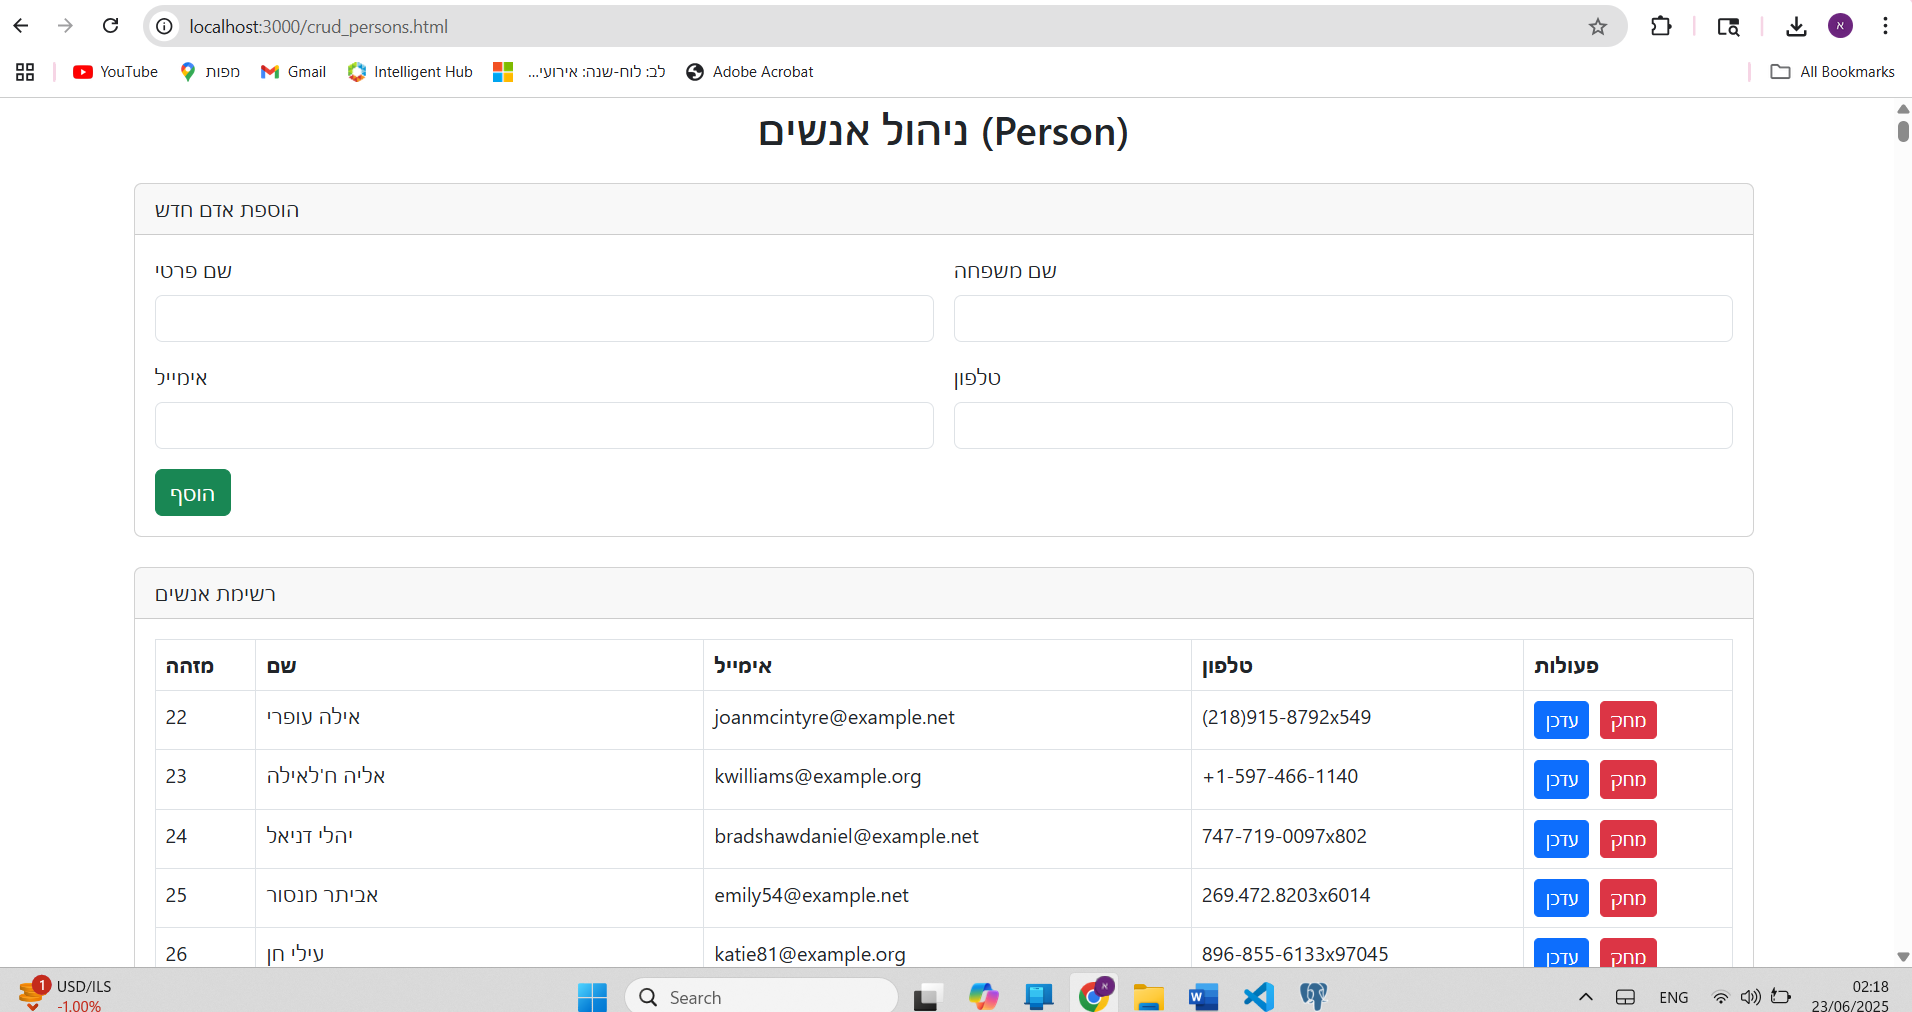 localhost:3000/crud_persons.html
YouTube מפות Gmail Intelligent Hub לב: לוח-שנה: אירועי... Adobe Acrobat All Bookmarks
ניהול אנשים (Person)
הוספת אדם חדש
שם פרטי שם משפחה
אימייל טלפון
הוסף
רשימת אנשים
מזהה שם אימייל טלפון פעולות
22 אילה עופרי joanmcintyre@example.net (218)915-8792x549 עדכן מחק
23 אליה ח'לאילה kwilliams@example.org +1-597-466-1140 עדכן מחק
24 יהלי דניאל bradshawdaniel@example.net 747-719-0097x802 עדכן מחק
25 אביתר מנסור emily54@example.net 269.472.8203x6014 עדכן מחק
26 עילי חן katie81@example.org 896-855-6133x97045 עדכן מחק
1 USD/ILS
-1.00%
Search
ENG
02:18
23/06/2025